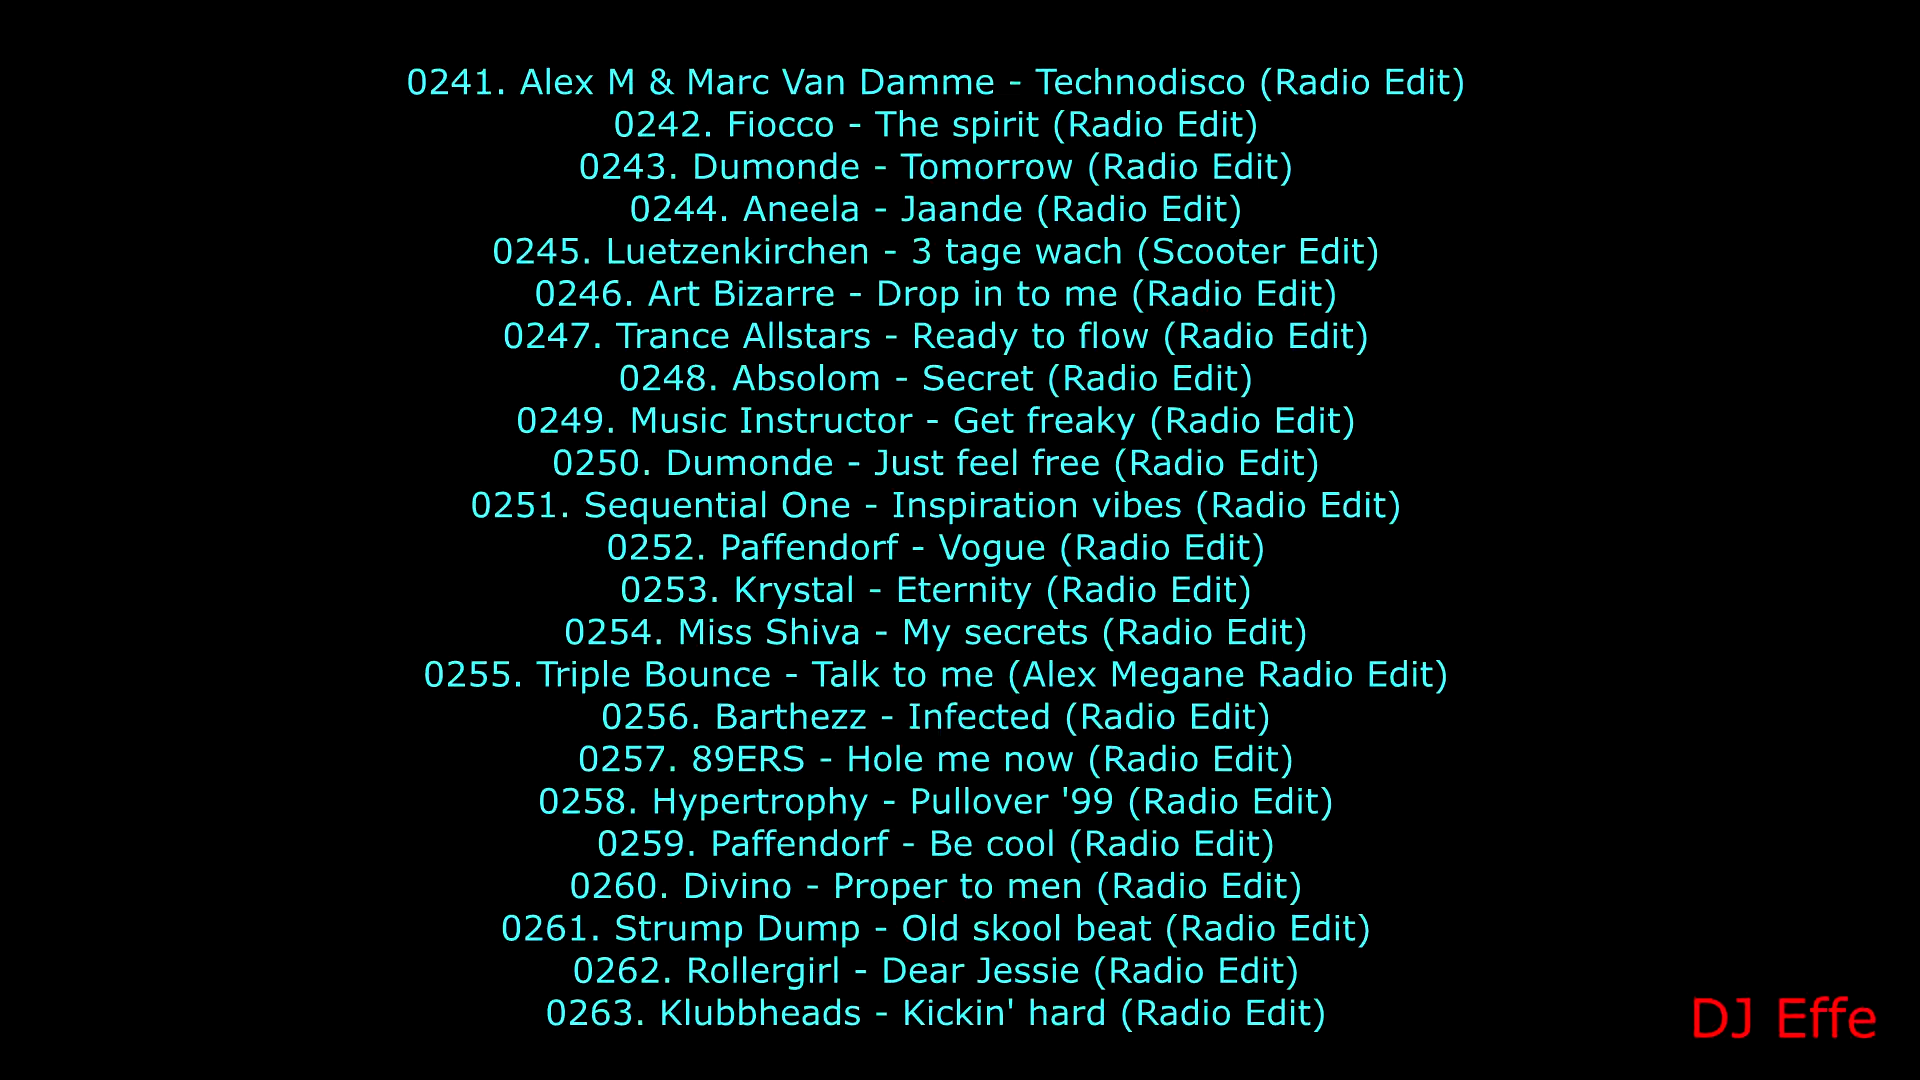 0241. Alex M & Marc Van Damme - Technodisco (Radio Edit)
0242. Fiocco - The spirit (Radio Edit)
0243. Dumonde - Tomorrow (Radio Edit)
0244. Aneela - Jaande (Radio Edit)
0245. Luetzenkirchen - 3 tage wach (Scooter Edit)
0246. Art Bizarre - Drop in to me (Radio Edit)
0247. Trance Allstars - Ready to flow (Radio Edit)
0248. Absolom - Secret (Radio Edit)
0249. Music Instructor - Get freaky (Radio Edit)
0250. Dumonde - Just feel free (Radio Edit)
0251. Sequential One - Inspiration vibes (Radio Edit)
0252. Paffendorf - Vogue (Radio Edit)
0253. Krystal - Eternity (Radio Edit)
0254. Miss Shiva - My secrets (Radio Edit)
0255. Triple Bounce - Talk to me (Alex Megane Radio Edit)
0256. Barthezz - Infected (Radio Edit)
0257. 89ERS - Hole me now (Radio Edit)
0258. Hypertrophy - Pullover '99 (Radio Edit)
0259. Paffendorf - Be cool (Radio Edit)
0260. Divino - Proper to men (Radio Edit)
0261. Strump Dump - Old skool beat (Radio Edit)
0262. Rollergirl - Dear Jessie (Radio Edit)
0263. Klubbheads - Kickin' hard (Radio Edit)
DJ Effe